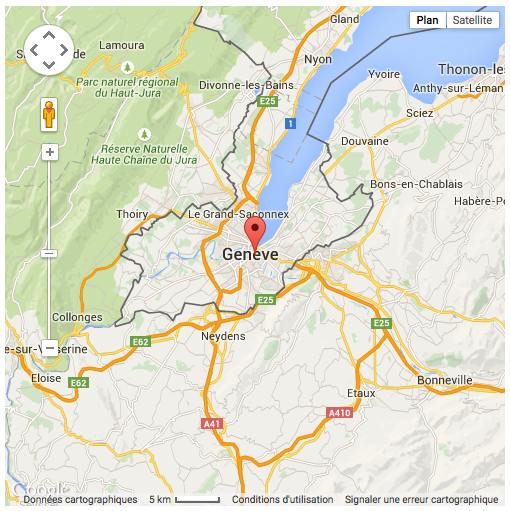 Gland
Plan
Satellite
Lamoura
Nyon
Thonon-les
Yvoire
Parc naturel régional
du Haut-Jura
Divonne-les-Bains
Anthy-sur-Léman
E25
Sciez
1
Réserve Naturelle
Haute Chaîne du Jura
Douvaine
Bons-en-Chablais
Habère-Po
Thoiry
Le Grand-Saconnex
Genève
E25
Collonges
E25
Neydens
E62
e-sur-V
serine
Eloise
E62
Bonneville
Etaux
A410
A41
Google
Données cartographiques
5 km
Conditions d'utilisation
Signaler une erreur cartographique